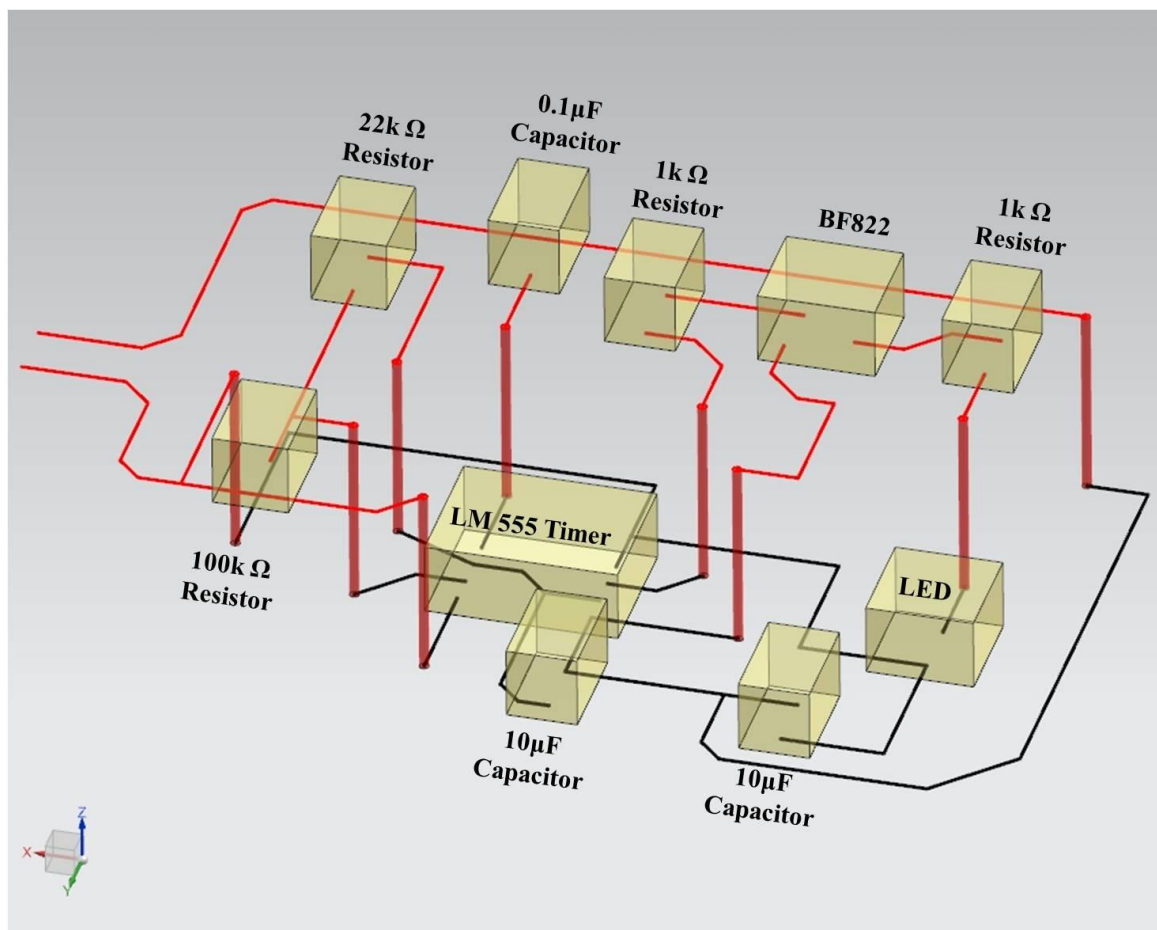 0.1μF
Capacitor
22k Ω
Resistor
1k Ω
Resistor
BF822
1k Ω
Resistor
LM 555 Timer
100k Ω
Resistor
LED
10μF
Capacitor
10μF
Capacitor
Z
X
Y